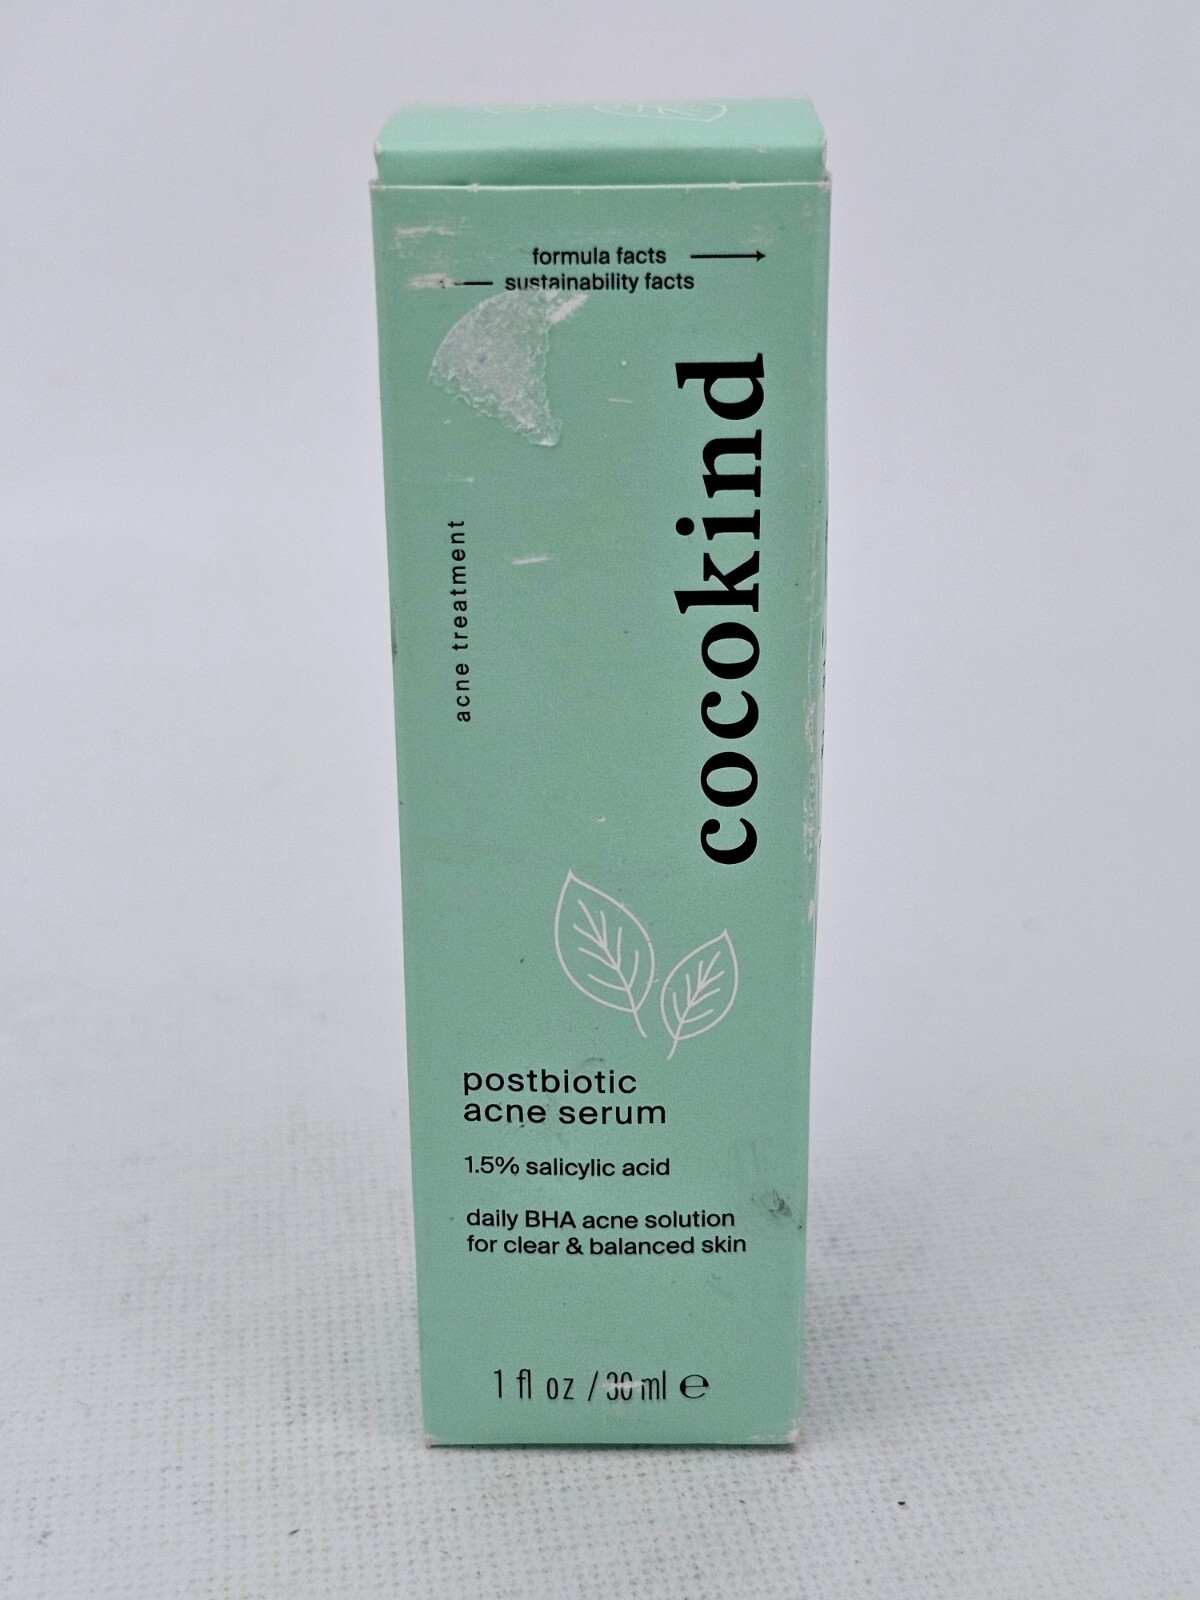 formula facts
sustainability facts
cocokind
acne treatment
postbiotic
acne serum
1.5% salicylic acid
daily BHA acne solution
for clear & balanced skin
1 fl oz / 30 ml ℮